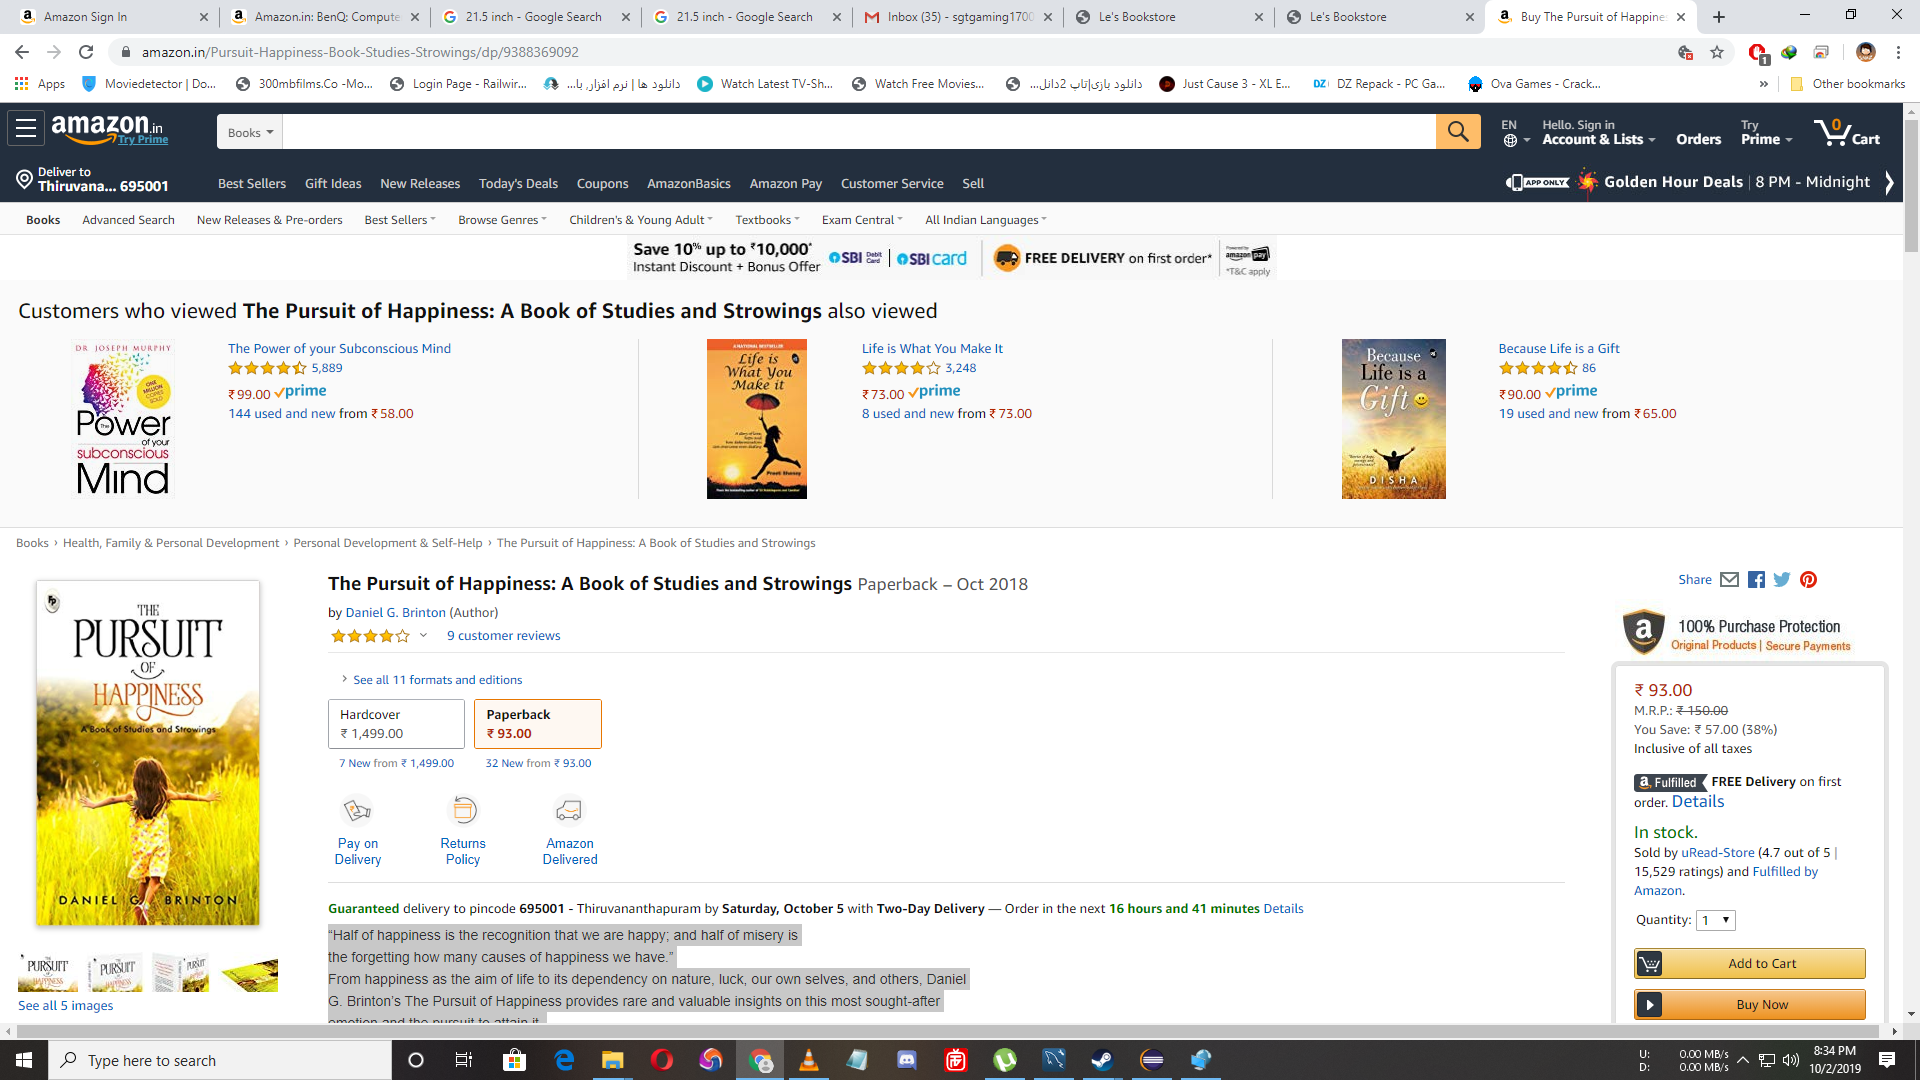 Amazon Sign In
Amazon.in: BenQ: Compute
21.5 inch - Google Search
21.5 inch - Google Search
Inbox (35) - sgtgaming1700
Le's Bookstore
Le's Bookstore
Buy The Pursuit of Happine
amazon.in/Pursuit-Happiness-Book-Studies-Strowings/dp/9388369092
1
Apps
Moviedetector | Do...
300mbfilms.Co -Mo...
Login Page - Railwir...
دانلود ها | نرم افزار, با...
Watch Latest TV-Sh...
Watch Free Movies...
دانلود بازی|تاپ 2دانل...
Just Cause 3 - XL E...
DZ Repack - PC Ga...
Ova Games - Crack...
»
Other bookmarks
amazon.in
Try Prime
Books
EN
Hello. Sign in
Account & Lists
Orders
Try
Prime
0
Cart
Deliver to
Thiruvana... 695001
Best Sellers Gift Ideas New Releases Today's Deals Coupons AmazonBasics Amazon Pay Customer Service Sell
APP ONLY Golden Hour Deals | 8 PM - Midnight
Books Advanced Search New Releases & Pre-orders Best Sellers Browse Genres Children's & Young Adult Textbooks Exam Central All Indian Languages
Save 10% up to ₹10,000*
Instant Discount + Bonus Offer
SBI Debit Card | SBI card
FREE DELIVERY on first order*
Powered by
amazon pay
*T&C apply
Customers who viewed The Pursuit of Happiness: A Book of Studies and Strowings also viewed
DR JOSEPH MURPHY
ONE MILLION COPIES SOLD
The Power
of your
subconscious
Mind
The Power of your Subconscious Mind
5,889
₹ 99.00 prime
144 used and new from ₹ 58.00
A NATIONAL BESTSELLER
Life is
What You
Make it
Preeti Shenoy
Life is What You Make It
3,248
₹ 73.00 prime
8 used and new from ₹ 73.00
Because
Life is a
Gift
DISHA
Because Life is a Gift
86
₹ 90.00 prime
19 used and new from ₹ 65.00
Books › Health, Family & Personal Development › Personal Development & Self-Help › The Pursuit of Happiness: A Book of Studies and Strowings
THE
PURSUIT
OF
HAPPINESS
A Book of Studies and Strowings
DANIEL G. BRINTON
See all 5 images
The Pursuit of Happiness: A Book of Studies and Strowings Paperback – Oct 2018
by Daniel G. Brinton (Author)
9 customer reviews
› See all 11 formats and editions
Hardcover
₹ 1,499.00
7 New from ₹ 1,499.00
Paperback
₹ 93.00
32 New from ₹ 93.00
Pay on
Delivery
Returns
Policy
Amazon
Delivered
Guaranteed delivery to pincode 695001 - Thiruvananthapuram by Saturday, October 5 with Two-Day Delivery — Order in the next 16 hours and 41 minutes Details
“Half of happiness is the recognition that we are happy; and half of misery is
the forgetting how many causes of happiness we have.”
From happiness as the aim of life to its dependency on nature, luck, our own selves, and others, Daniel
G. Brinton’s The Pursuit of Happiness provides rare and valuable insights on this most sought-after
emotion and the pursuit to attain it.
Share
100% Purchase Protection
Original Products | Secure Payments
₹ 93.00
M.R.P.: ₹ 150.00
You Save: ₹ 57.00 (38%)
Inclusive of all taxes
Fulfilled FREE Delivery on first
order. Details
In stock.
Sold by uRead-Store (4.7 out of 5 |
15,529 ratings) and Fulfilled by
Amazon.
Quantity: 1
Add to Cart
Buy Now
Type here to search
U: 0.00 MB/s
D: 0.00 MB/s
8:34 PM
10/2/2019